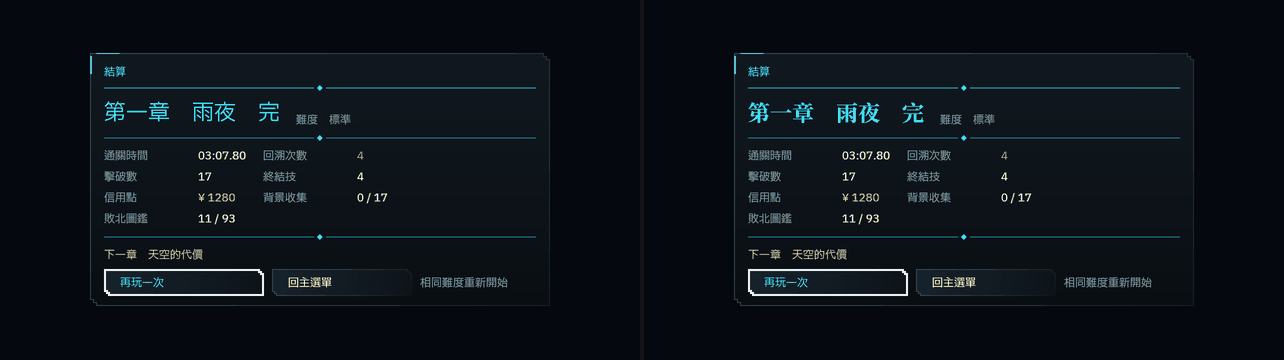 結算
第一章　雨夜　完　難度　標準
通關時間 03:07.80 回溯次數 4
擊破數 17 終結技 4
信用點 ¥ 1280 背景收集 0 / 17
敗北圖鑑 11 / 93
下一章　天空的代價
再玩一次 回主選單 相同難度重新開始
結算
第一章　雨夜　完　難度　標準
通關時間 03:07.80 回溯次數 4
擊破數 17 終結技 4
信用點 ¥ 1280 背景收集 0 / 17
敗北圖鑑 11 / 93
下一章　天空的代價
再玩一次 回主選單 相同難度重新開始